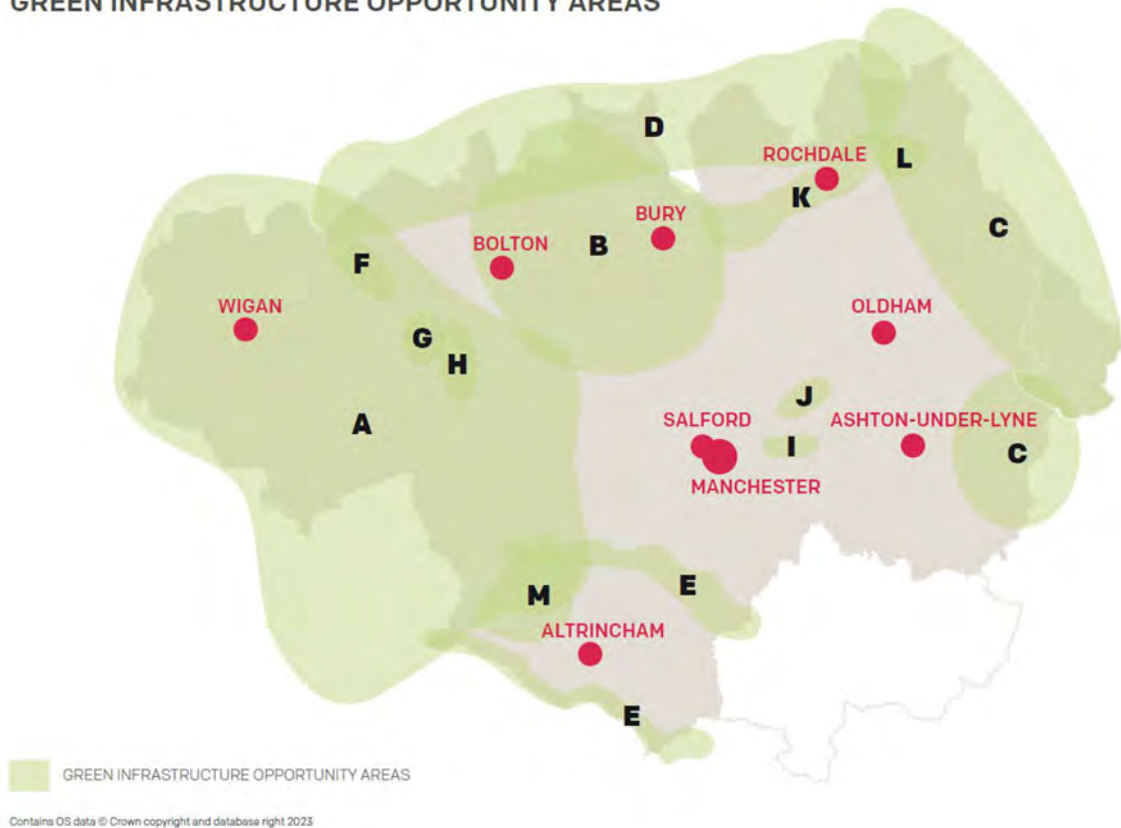 GREEN INFRASTRUCTURE OPPORTUNITY AREAS
D
ROCHDALE
L
K
BURY
C
BOLTON
B
F
WIGAN
OLDHAM
G
H
J
A
SALFORD
ASHTON-UNDER-LYNE
I
C
MANCHESTER
E
M
ALTRINCHAM
E
GREEN INFRASTRUCTURE OPPORTUNITY AREAS
Contains OS data © Crown copyright and database right 2023